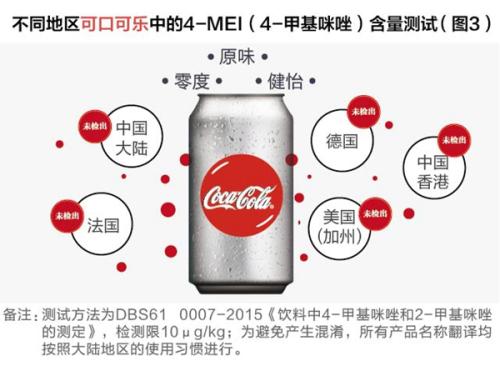 不同地区可口可乐中的4-MEI（4-甲基咪唑）含量测试（图3）
• 原味 •
• 零度 • • 健怡 •
未检出
中国
大陆
未检出
德国
未检出
中国
香港
未检出
法国
Coca-Cola
未检出
美国
(加州)
备注：测试方法为DBS61 0007-2015《饮料中4-甲基咪唑和2-甲基咪唑
的测定》，检测限10μg/kg；为避免产生混淆，所有产品名称翻译均
按照大陆地区的使用习惯进行。